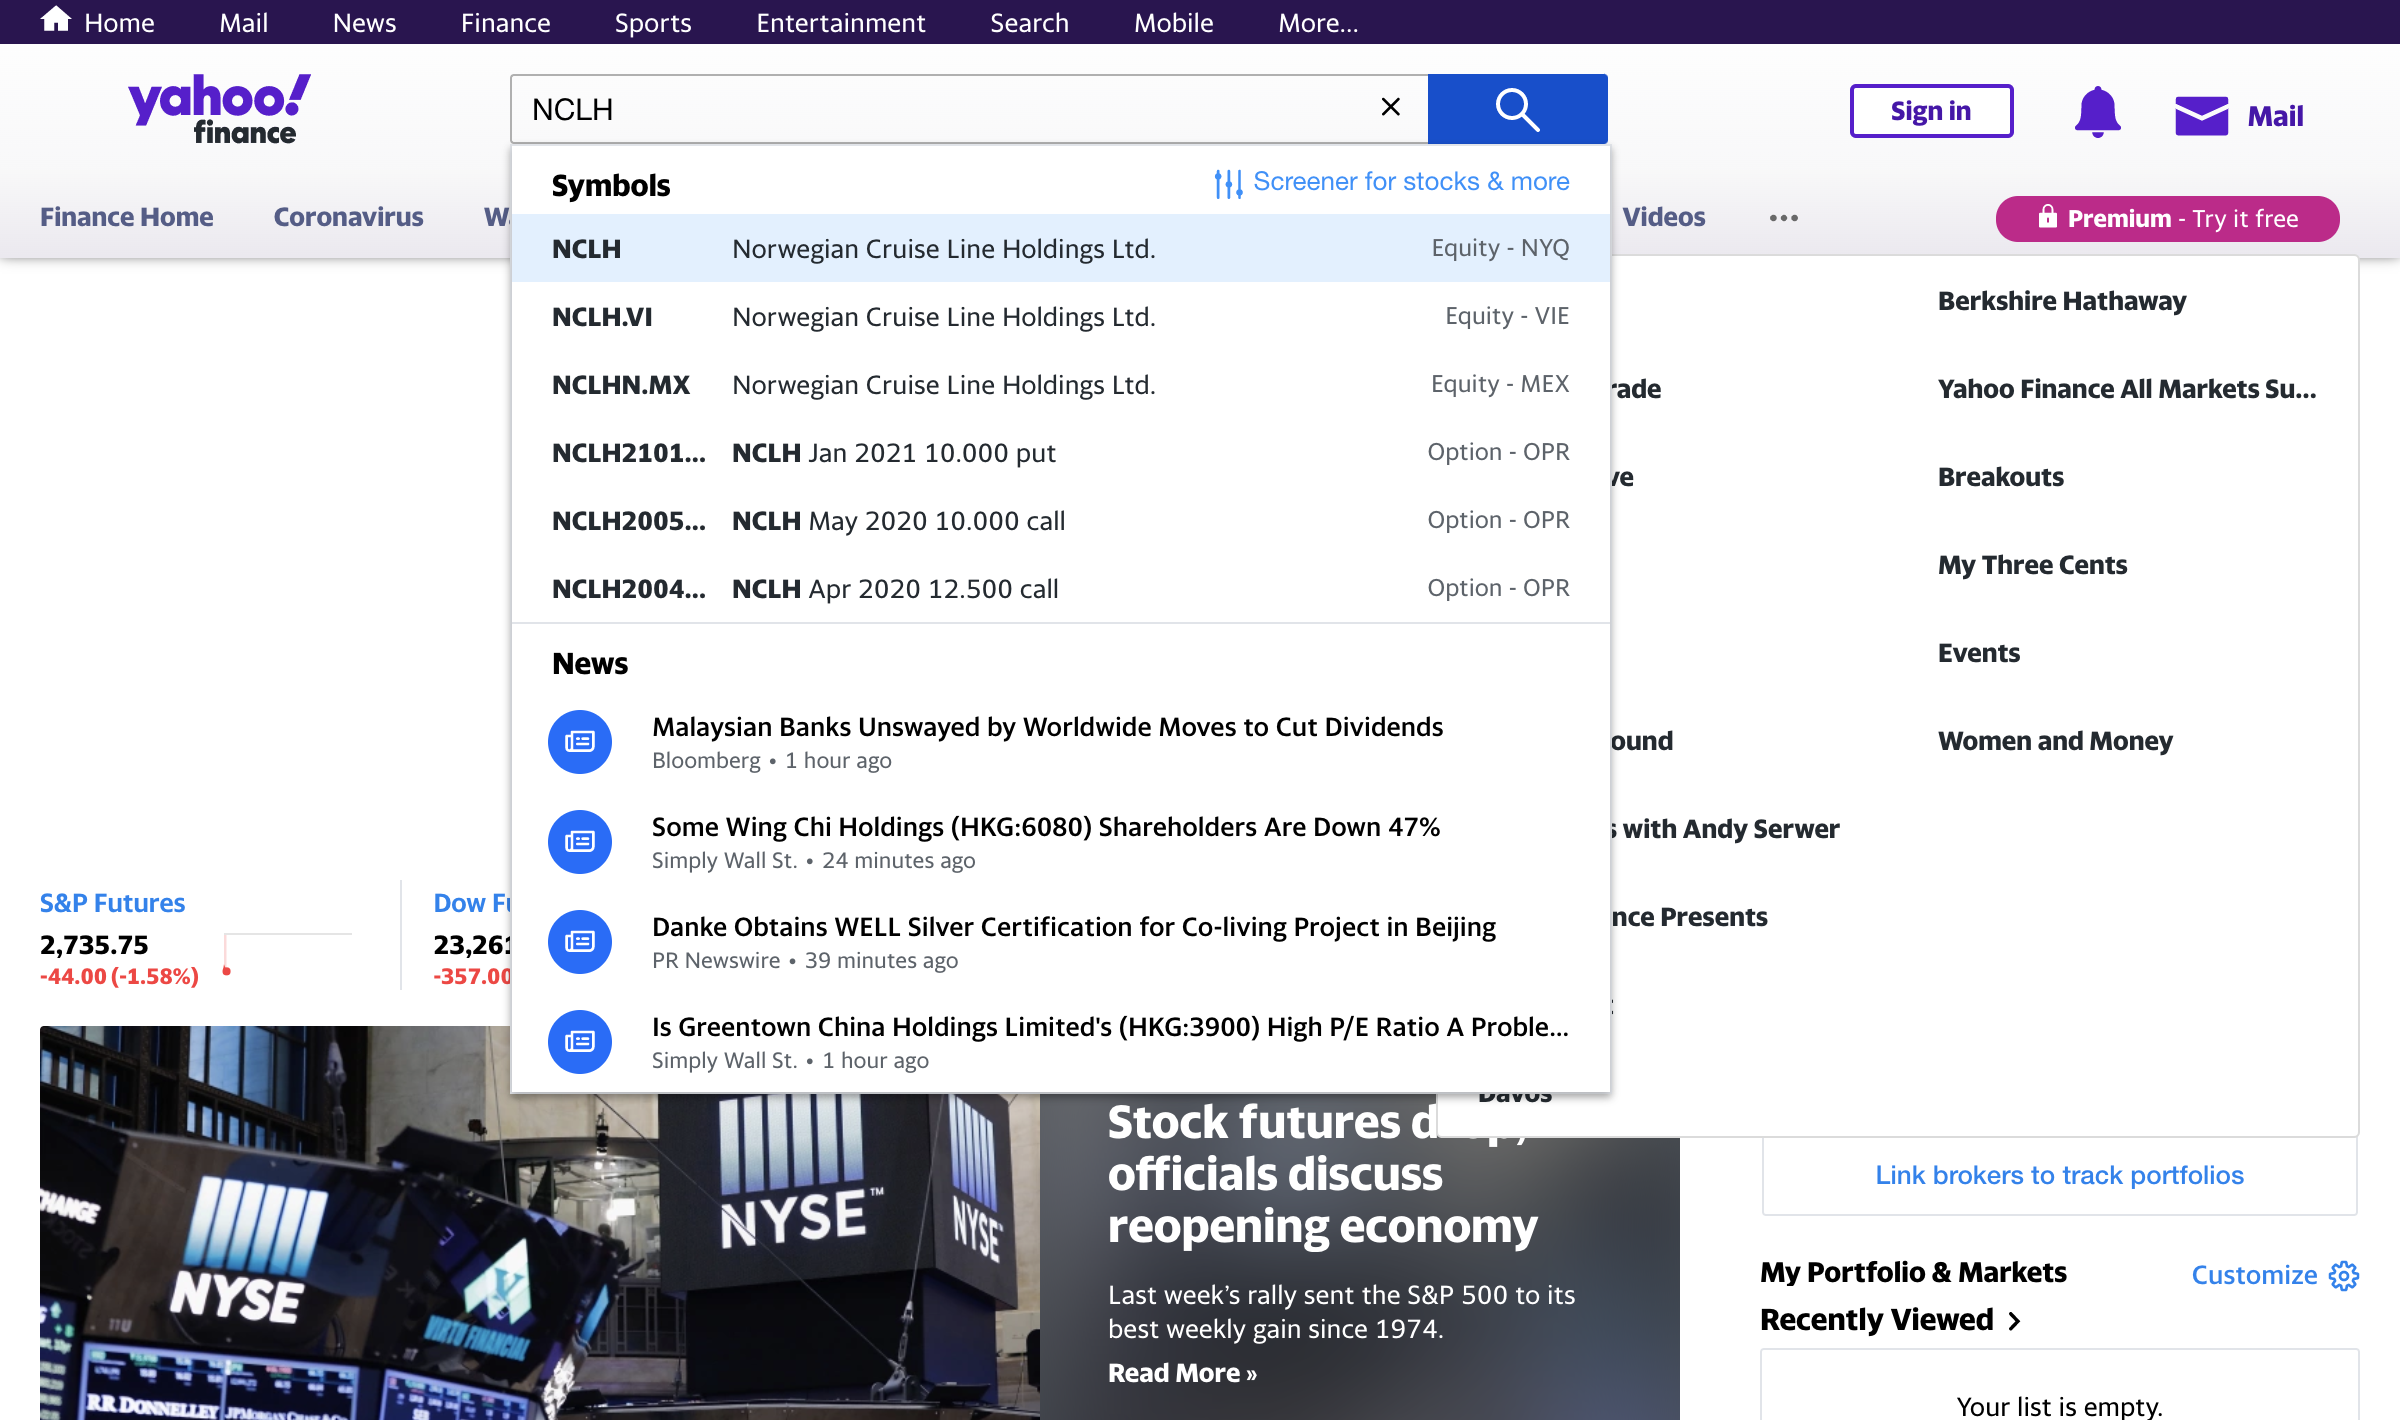 Home Mail News Finance Sports Entertainment Search Mobile More...
yahoo!
finance
NCLH
Sign in
Mail
Finance Home Coronavirus Videos
Premium - Try it free
Symbols
Screener for stocks & more
NCLH Norwegian Cruise Line Holdings Ltd. Equity - NYQ
NCLH.VI Norwegian Cruise Line Holdings Ltd. Equity - VIE
NCLHN.MX Norwegian Cruise Line Holdings Ltd. Equity - MEX
NCLH2101... NCLH Jan 2021 10.000 put Option - OPR
NCLH2005... NCLH May 2020 10.000 call Option - OPR
NCLH2004... NCLH Apr 2020 12.500 call Option - OPR
News
Malaysian Banks Unswayed by Worldwide Moves to Cut Dividends
Bloomberg • 1 hour ago
Some Wing Chi Holdings (HKG:6080) Shareholders Are Down 47%
Simply Wall St. • 24 minutes ago
Danke Obtains WELL Silver Certification for Co-living Project in Beijing
PR Newswire • 39 minutes ago
Is Greentown China Holdings Limited's (HKG:3900) High P/E Ratio A Proble...
Simply Wall St. • 1 hour ago
Berkshire Hathaway
Yahoo Finance All Markets Su...
Breakouts
My Three Cents
Events
Women and Money
with Andy Serwer
Presents
Davos
S&P Futures
2,735.75
-44.00 (-1.58%)
Dow
23,261
-357.00
NYSE
NYSE™
NYSE
VIRTU FINANCIAL
RR DONNELLEY
Stock futures drop,
officials discuss
reopening economy
Last week's rally sent the S&P 500 to its
best weekly gain since 1974.
Read More »
Link brokers to track portfolios
My Portfolio & Markets
Customize
Recently Viewed >
Your list is empty.